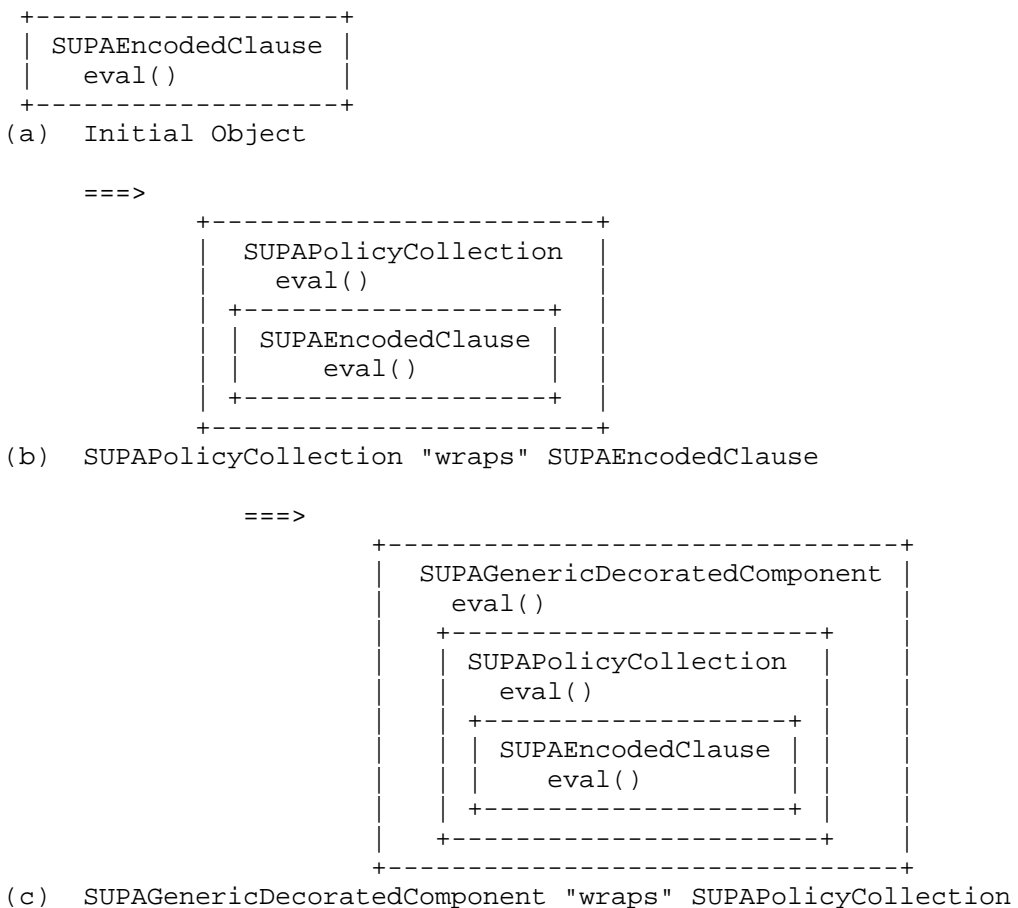 SUPAEncodedClause
eval()
(a) Initial Object
===>
SUPAPolicyCollection
eval()
SUPAEncodedClause
eval()
(b) SUPAPolicyCollection "wraps" SUPAEncodedClause
===>
SUPAGenericDecoratedComponent
eval()
SUPAPolicyCollection
eval()
SUPAEncodedClause
eval()
(c) SUPAGenericDecoratedComponent "wraps" SUPAPolicyCollection